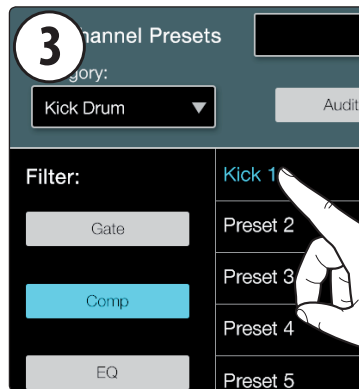 3
hannel Presets
gory:
Kick Drum
Audit
Filter:
Kick 1
Gate
Preset 2
Preset 3
Comp
Preset 4
EQ
Preset 5